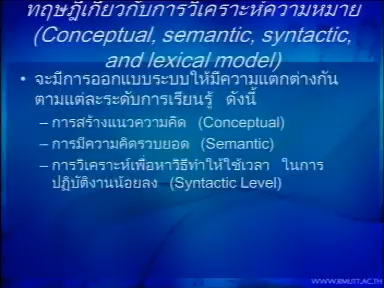 ทฤษฎีเกี่ยวกับการวิเคราะห์ความหมาย
(Conceptual, semantic, syntactic,
and lexical model)
• จะมีการออกแบบระบบให้มีความแตกต่างกัน
ตามแต่ละระดับการเรียนรู้ ดังนี้
– การสร้างแนวความคิด (Conceptual)
– การมีความคิดรวบยอด (Semantic)
– การวิเคราะห์เพื่อหาวิธีทำให้ใช้เวลา ในการ
ปฏิบัติงานน้อยลง (Syntactic Level)
WWW.RMUTT.AC.TH